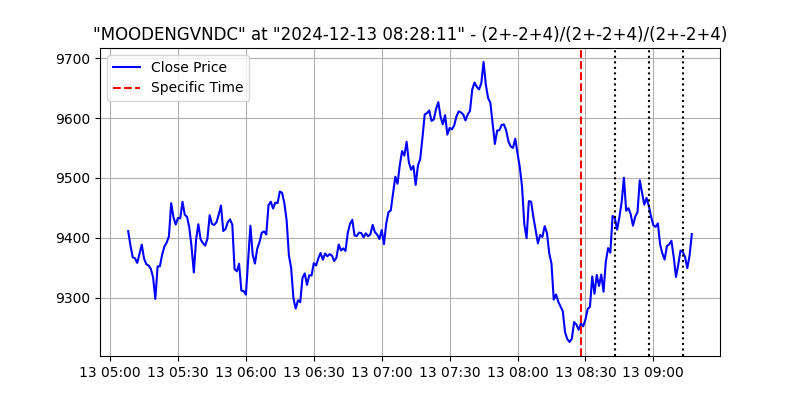 "MOODENGVNDC" at "2024-12-13 08:28:11" - (2+-2+4)/(2+-2+4)/(2+-2+4)
Close Price
Specific Time
9700
9600
9500
9400
9300
13 05:00 13 05:30 13 06:00 13 06:30 13 07:00 13 07:30 13 08:00 13 08:30 13 09:00